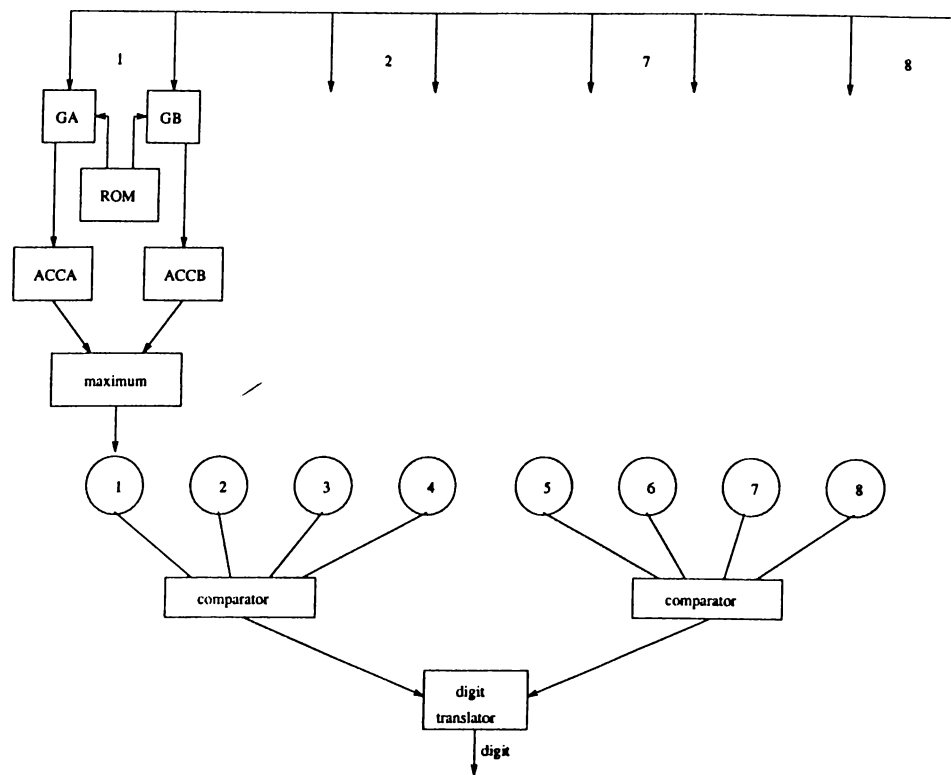 1
2
7
8
GA
GB
ROM
ACCA
ACCB
maximum
1
2
3
4
5
6
7
8
comparator
comparator
digit
translator
digit